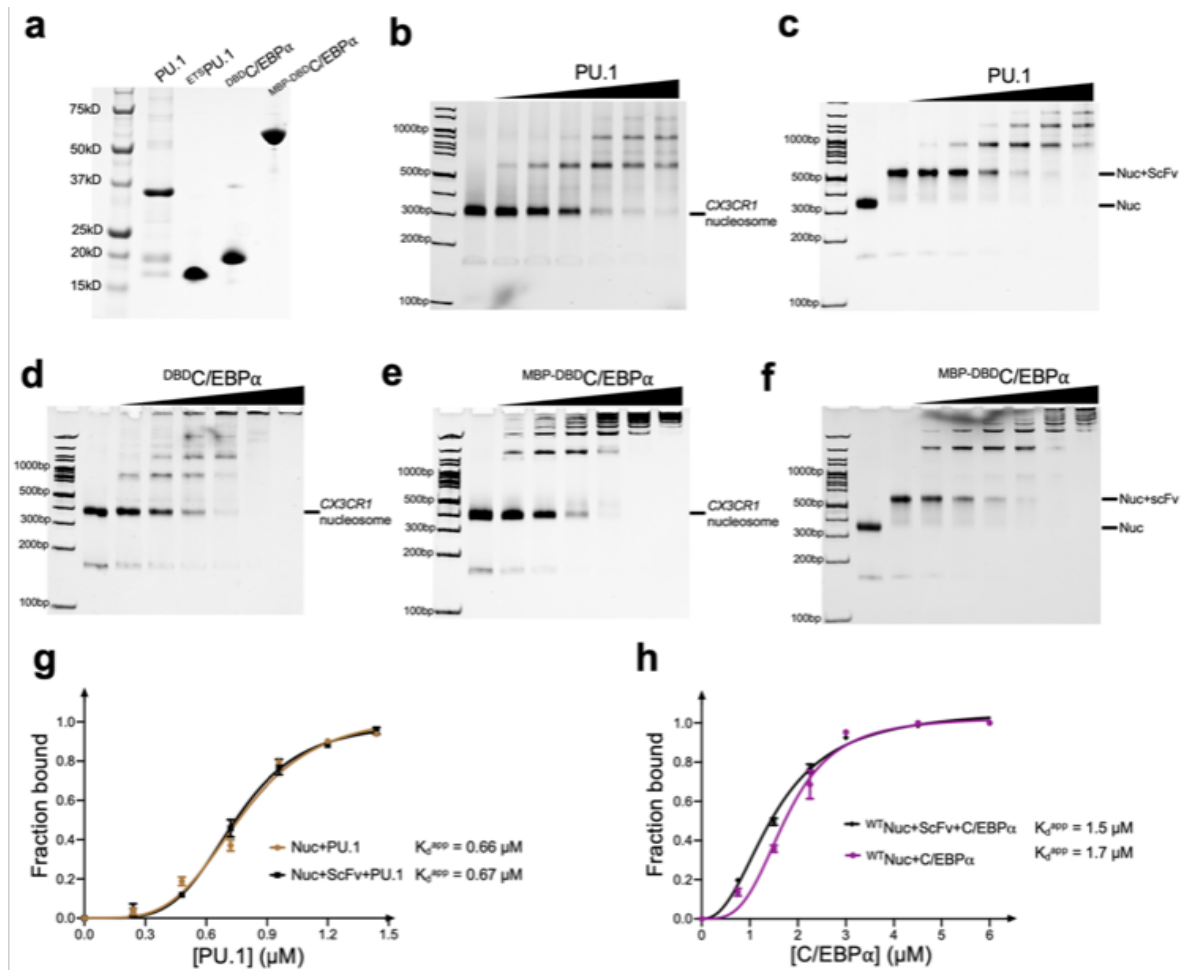 a
PU.1
ETSPU.1
DBDC/EBPα
MBP-DBDC/EBPα
75kD
50kD
37kD
25kD
20kD
15kD
b
PU.1
1000bp
500bp
300bp
200bp
100bp
CX3CR1
nucleosome
c
PU.1
1000bp
500bp
300bp
200bp
100bp
Nuc+ScFv
Nuc
d
DBDC/EBPα
1000bp
500bp
300bp
200bp
100bp
CX3CR1
nucleosome
e
MBP-DBDC/EBPα
1000bp
500bp
300bp
200bp
100bp
CX3CR1
nucleosome
f
MBP-DBDC/EBPα
1000bp
500bp
300bp
200bp
100bp
Nuc+scFv
Nuc
g
Fraction bound
1.0
0.8
0.6
0.4
0.2
0.0
0.0 0.3 0.6 0.9 1.2 1.5
[PU.1] (µM)
Nuc+PU.1 Kdapp = 0.66 µM
Nuc+ScFv+PU.1 Kdapp = 0.67 µM
h
Fraction bound
1.0
0.8
0.6
0.4
0.2
0.0
0 1 2 3 4 5 6
[C/EBPα] (µM)
WTNuc+ScFv+C/EBPα Kdapp = 1.5 µM
WTNuc+C/EBPα Kdapp = 1.7 µM